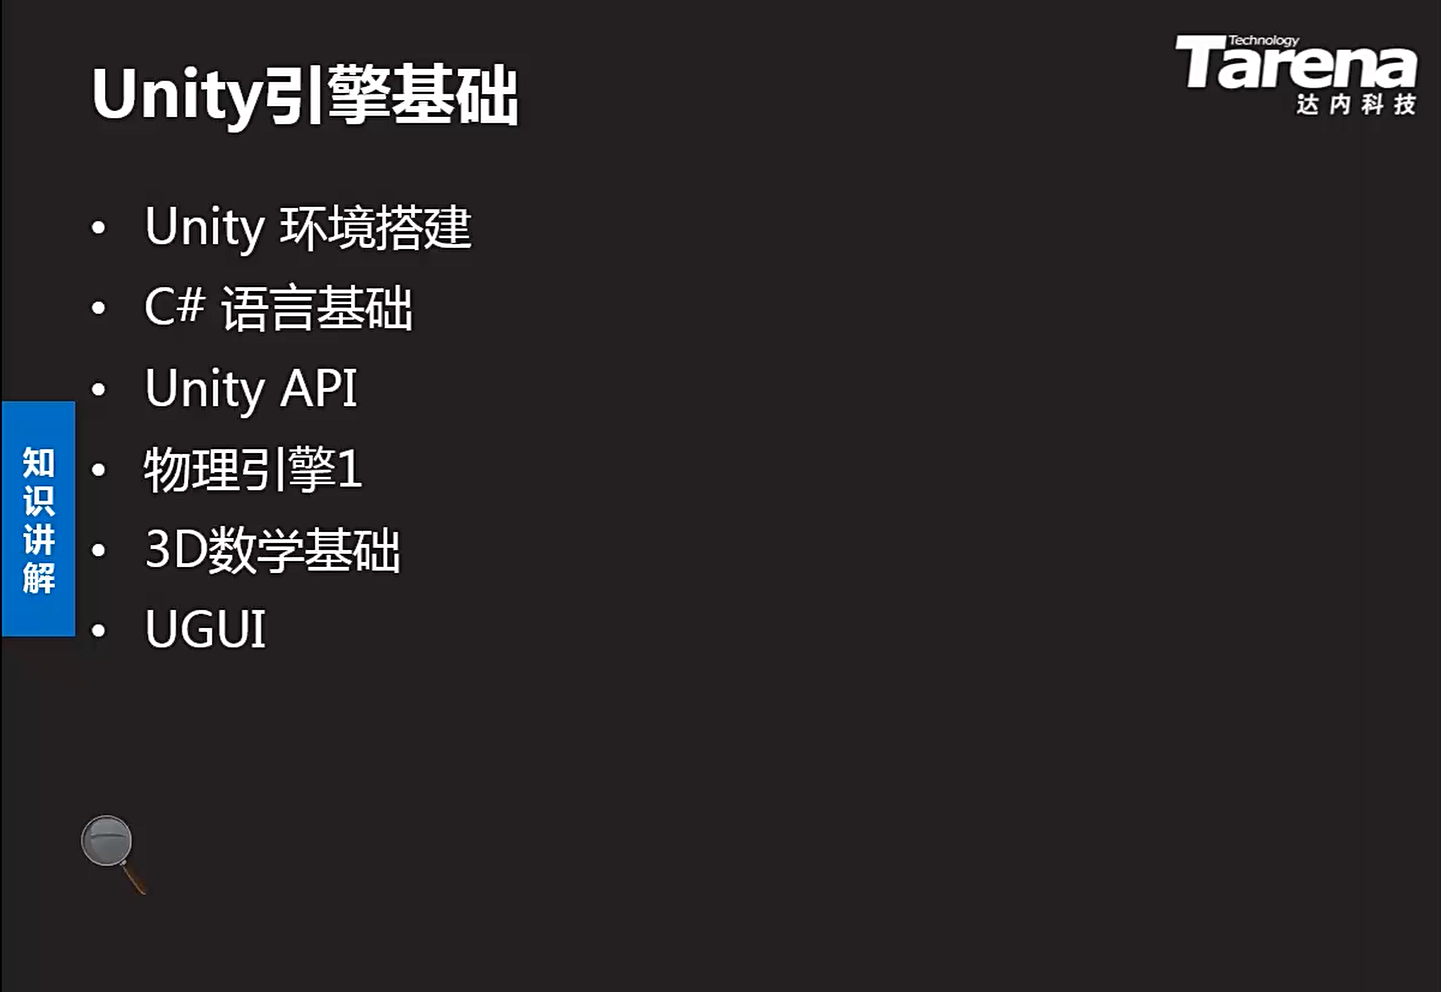 Technology
Tarena
达内科技
Unity引擎基础
• Unity 环境搭建
• C# 语言基础
• Unity API
• 物理引擎1
• 3D数学基础
• UGUI
知识讲解